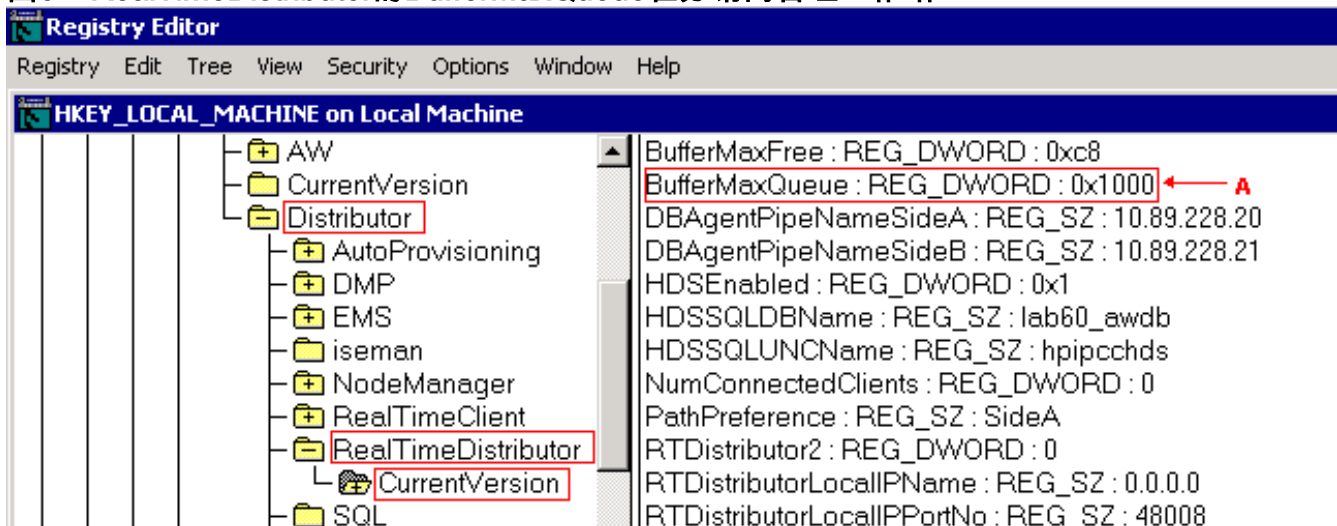 Registry Editor
Registry Edit Tree View Security Options Window Help
HKEY_LOCAL_MACHINE on Local Machine
AW
CurrentVersion
Distributor
AutoProvisioning
DMP
EMS
iseman
NodeManager
RealTimeClient
RealTimeDistributor
CurrentVersion
SQL
BufferMaxFree : REG_DWORD : 0xc8
BufferMaxQueue : REG_DWORD : 0x1000 A
DBAgentPipeNameSideA : REG_SZ : 10.89.228.20
DBAgentPipeNameSideB : REG_SZ : 10.89.228.21
HDSEnabled : REG_DWORD : 0x1
HDSSQLDBName : REG_SZ : lab60_awdb
HDSSQLUNCName : REG_SZ : hpipcchds
NumConnectedClients : REG_DWORD : 0
PathPreference : REG_SZ : SideA
RTDistributor2 : REG_DWORD : 0
RTDistributorLocalIPName : REG_SZ : 0.0.0.0
RTDistributorLocalIPPortNo : REG_SZ : 48008